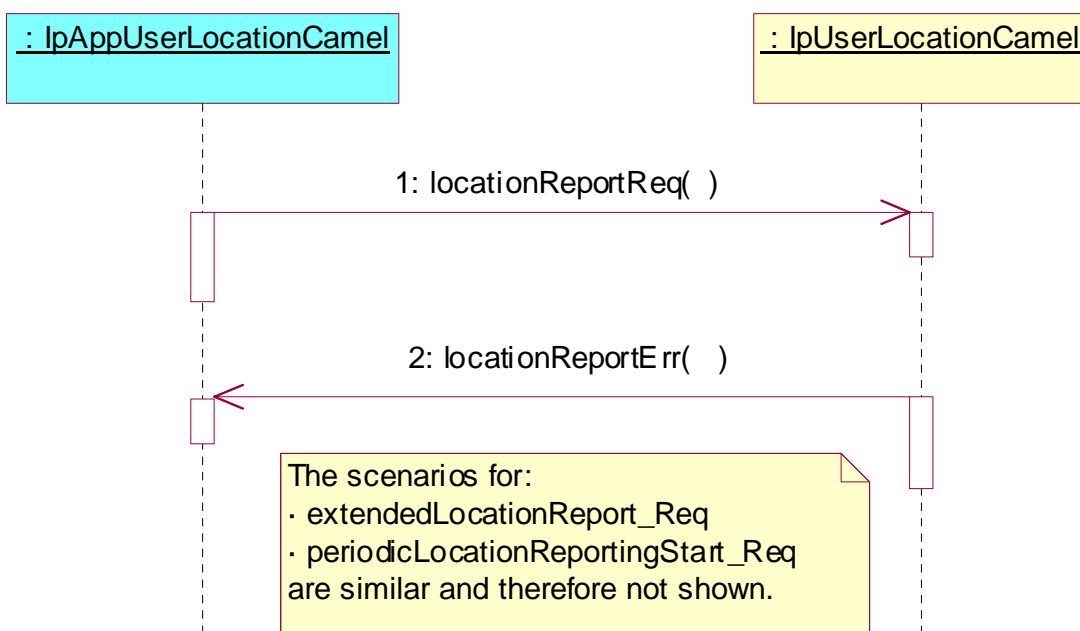 : IpAppUserLocationCamel
: IpUserLocationCamel
1: locationReportReq( )
2: locationReportErr( )
The scenarios for:
· extendedLocationReport_Req
· periodicLocationReportingStart_Req
are similar and therefore not shown.